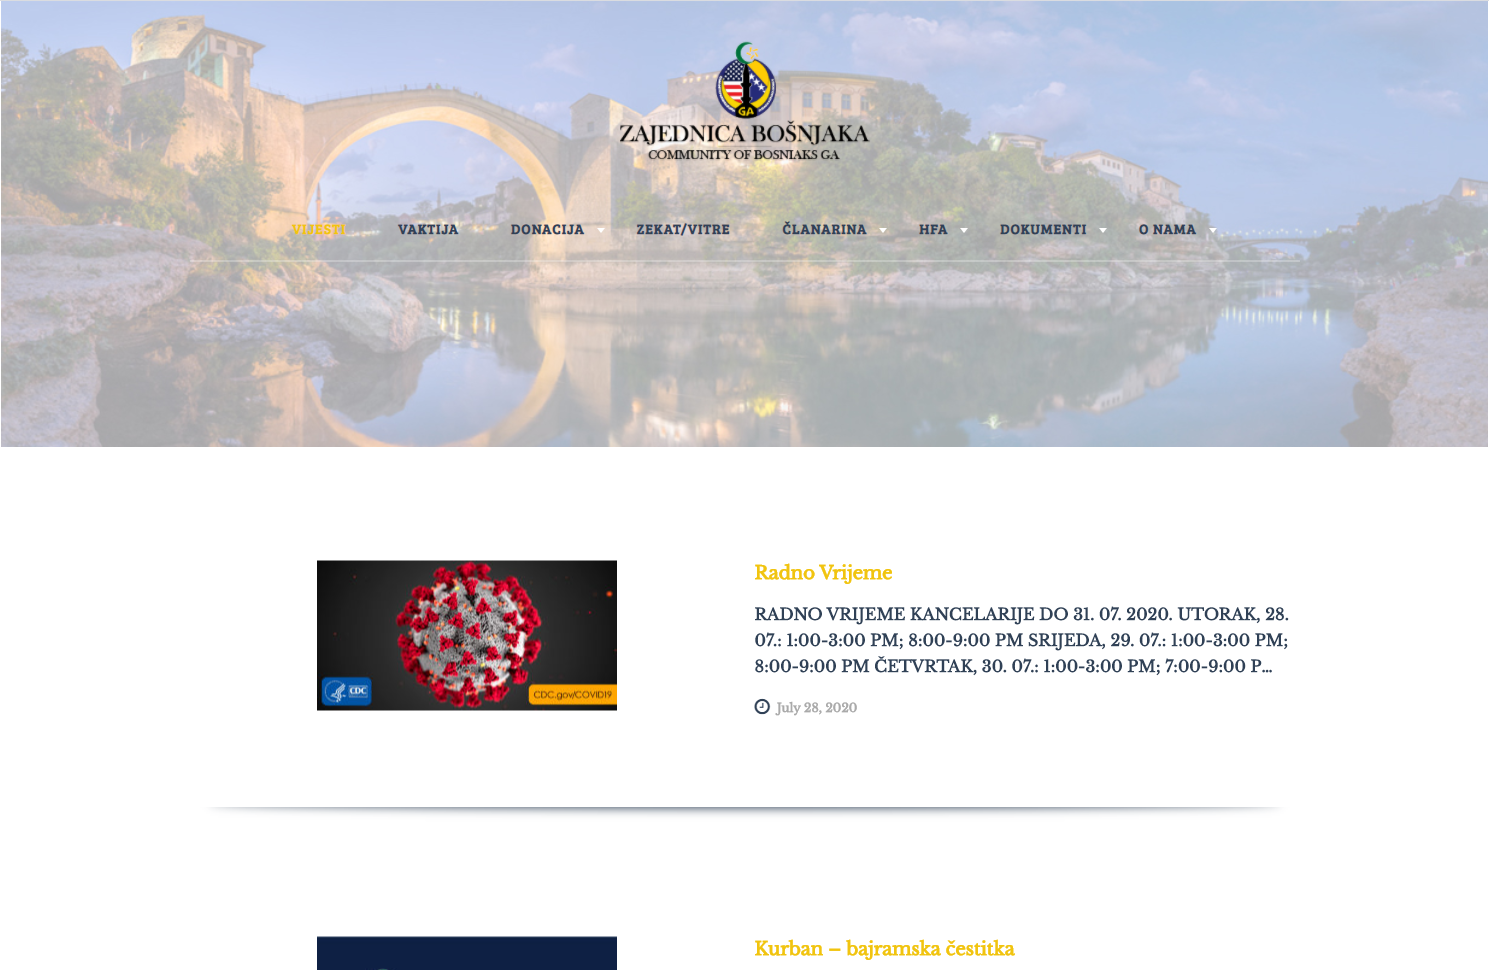 GA
ZAJEDNICA BOŠNJAKA
COMMUNITY OF BOSNIAKS GA
VIJESTI VAKTIJA DONACIJA ZEKAT/VITRE ČLANARINA HFA DOKUMENTI O NAMA
CDC
CDC.gov/COVID19
Radno Vrijeme
RADNO VRIJEME KANCELARIJE DO 31. 07. 2020. UTORAK, 28.
07.: 1:00-3:00 PM; 8:00-9:00 PM SRIJEDA, 29. 07.: 1:00-3:00 PM;
8:00-9:00 PM ČETVRTAK, 30. 07.: 1:00-3:00 PM; 7:00-9:00 P...
July 28, 2020
Kurban – bajramska čestitka